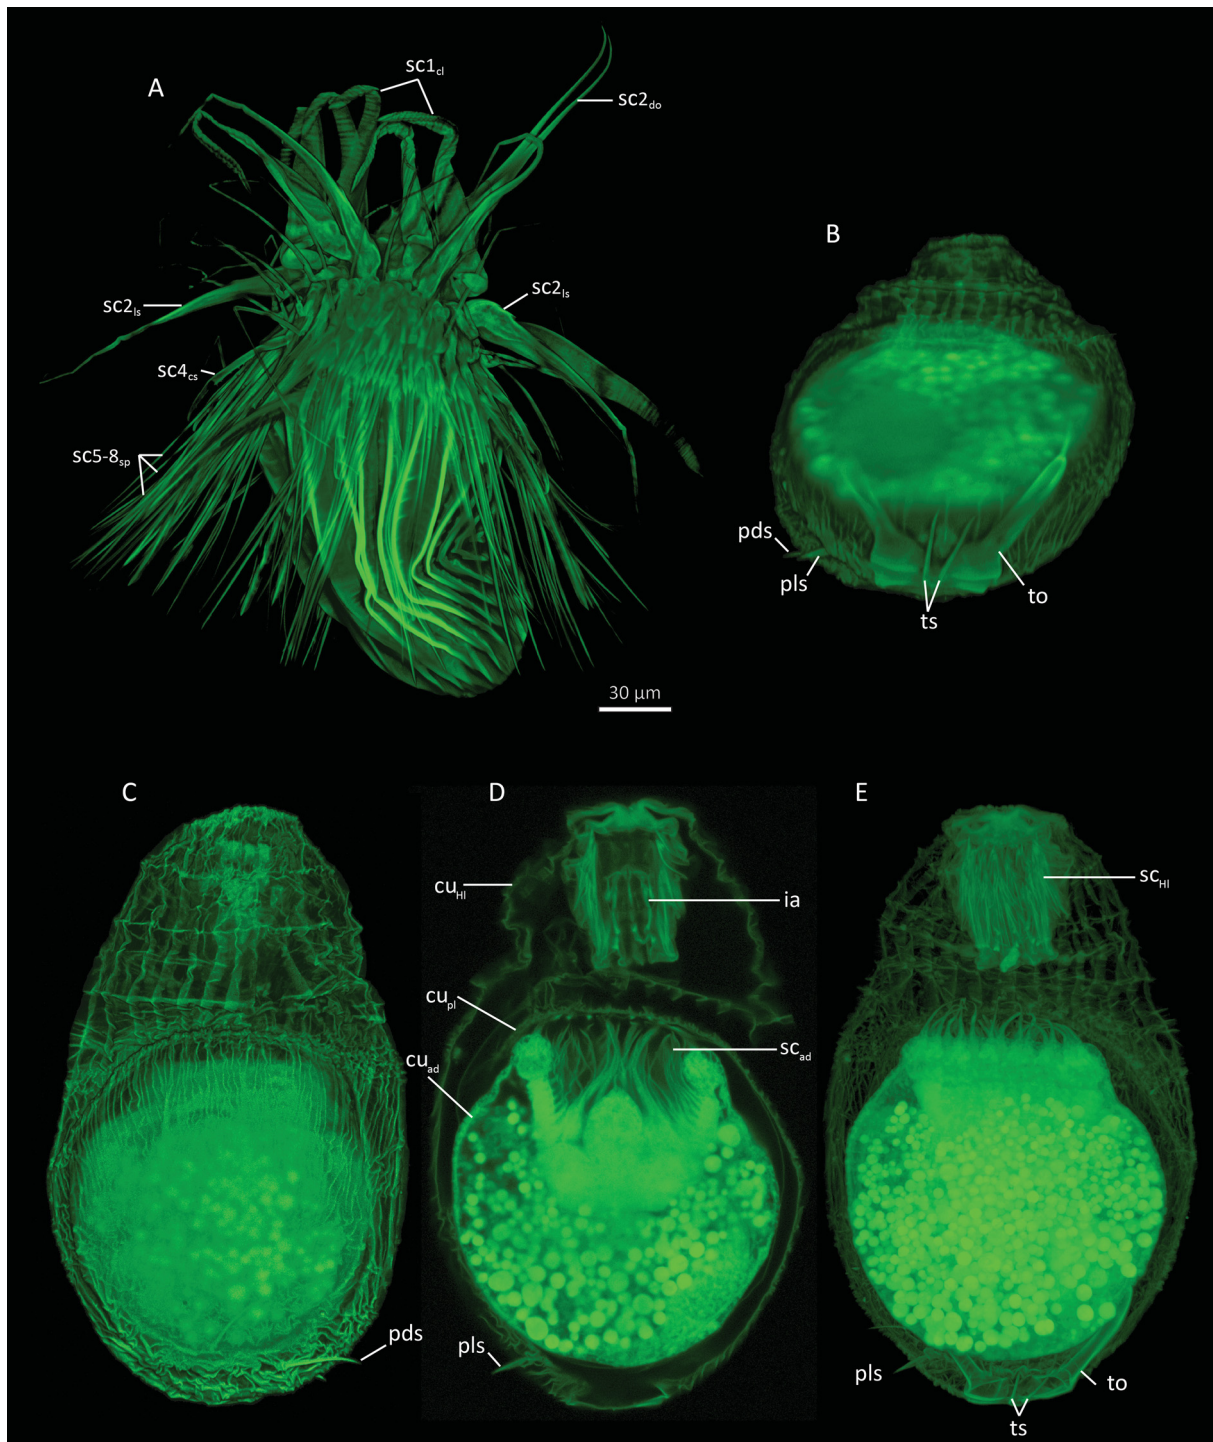 A
sc1cl
sc2do
B
sc2ls
sc2ls
sc4cs
sc5-8sp
pds
pls
to
ts
30 µm
C
D
E
cuHI
ia
scHI
cupl
cuad
scad
pds
pls
pls
to
ts